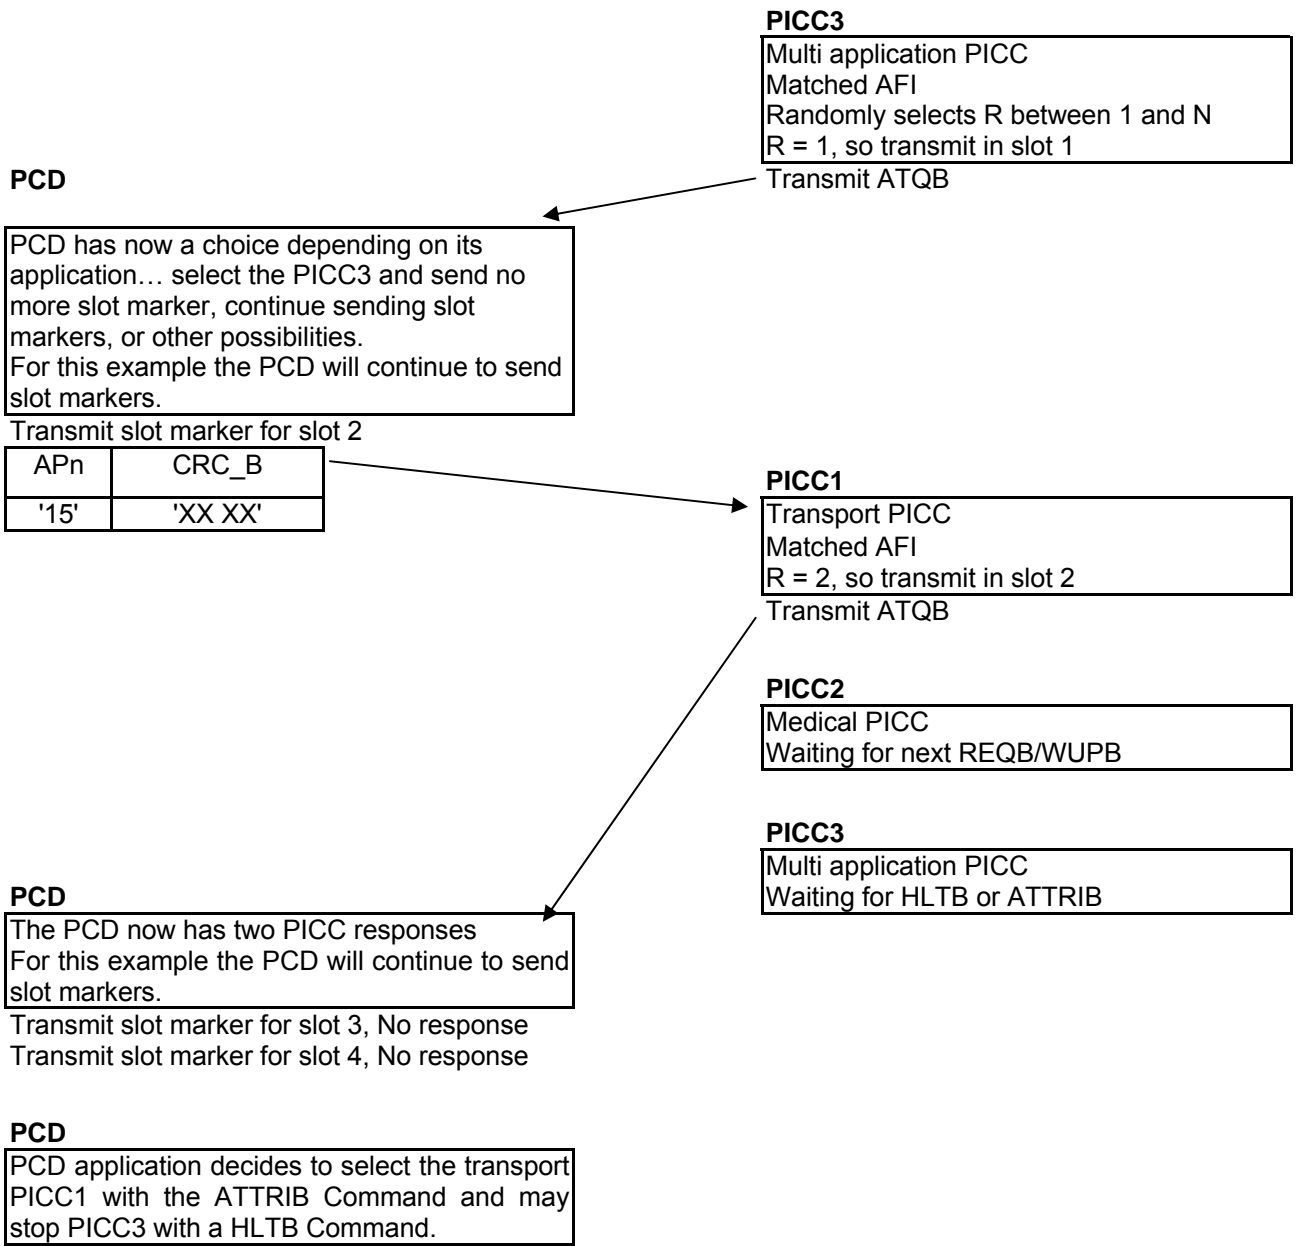 PICC3
Multi application PICC
Matched AFI
Randomly selects R between 1 and N
R = 1, so transmit in slot 1
Transmit ATQB
PCD
PCD has now a choice depending on its
application… select the PICC3 and send no
more slot marker, continue sending slot
markers, or other possibilities.
For this example the PCD will continue to send
slot markers.
Transmit slot marker for slot 2
APn CRC_B
'15' 'XX XX'
PICC1
Transport PICC
Matched AFI
R = 2, so transmit in slot 2
Transmit ATQB
PICC2
Medical PICC
Waiting for next REQB/WUPB
PICC3
Multi application PICC
Waiting for HLTB or ATTRIB
PCD
The PCD now has two PICC responses
For this example the PCD will continue to send
slot markers.
Transmit slot marker for slot 3, No response
Transmit slot marker for slot 4, No response
PCD
PCD application decides to select the transport
PICC1 with the ATTRIB Command and may
stop PICC3 with a HLTB Command.